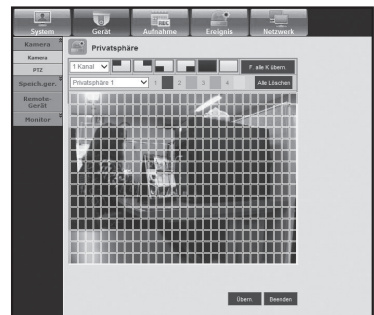 REC
System Gerät Aufnahme Ereignis Netzwerk
Kamera
Privatsphäre
Kamera
PTZ
Speich.ger.
Remote-
Gerät
Monitor
1 Kanal F. alle K übern.
Privatsphäre 1 1 2 3 4 Alle Löschen
Übern. Beenden